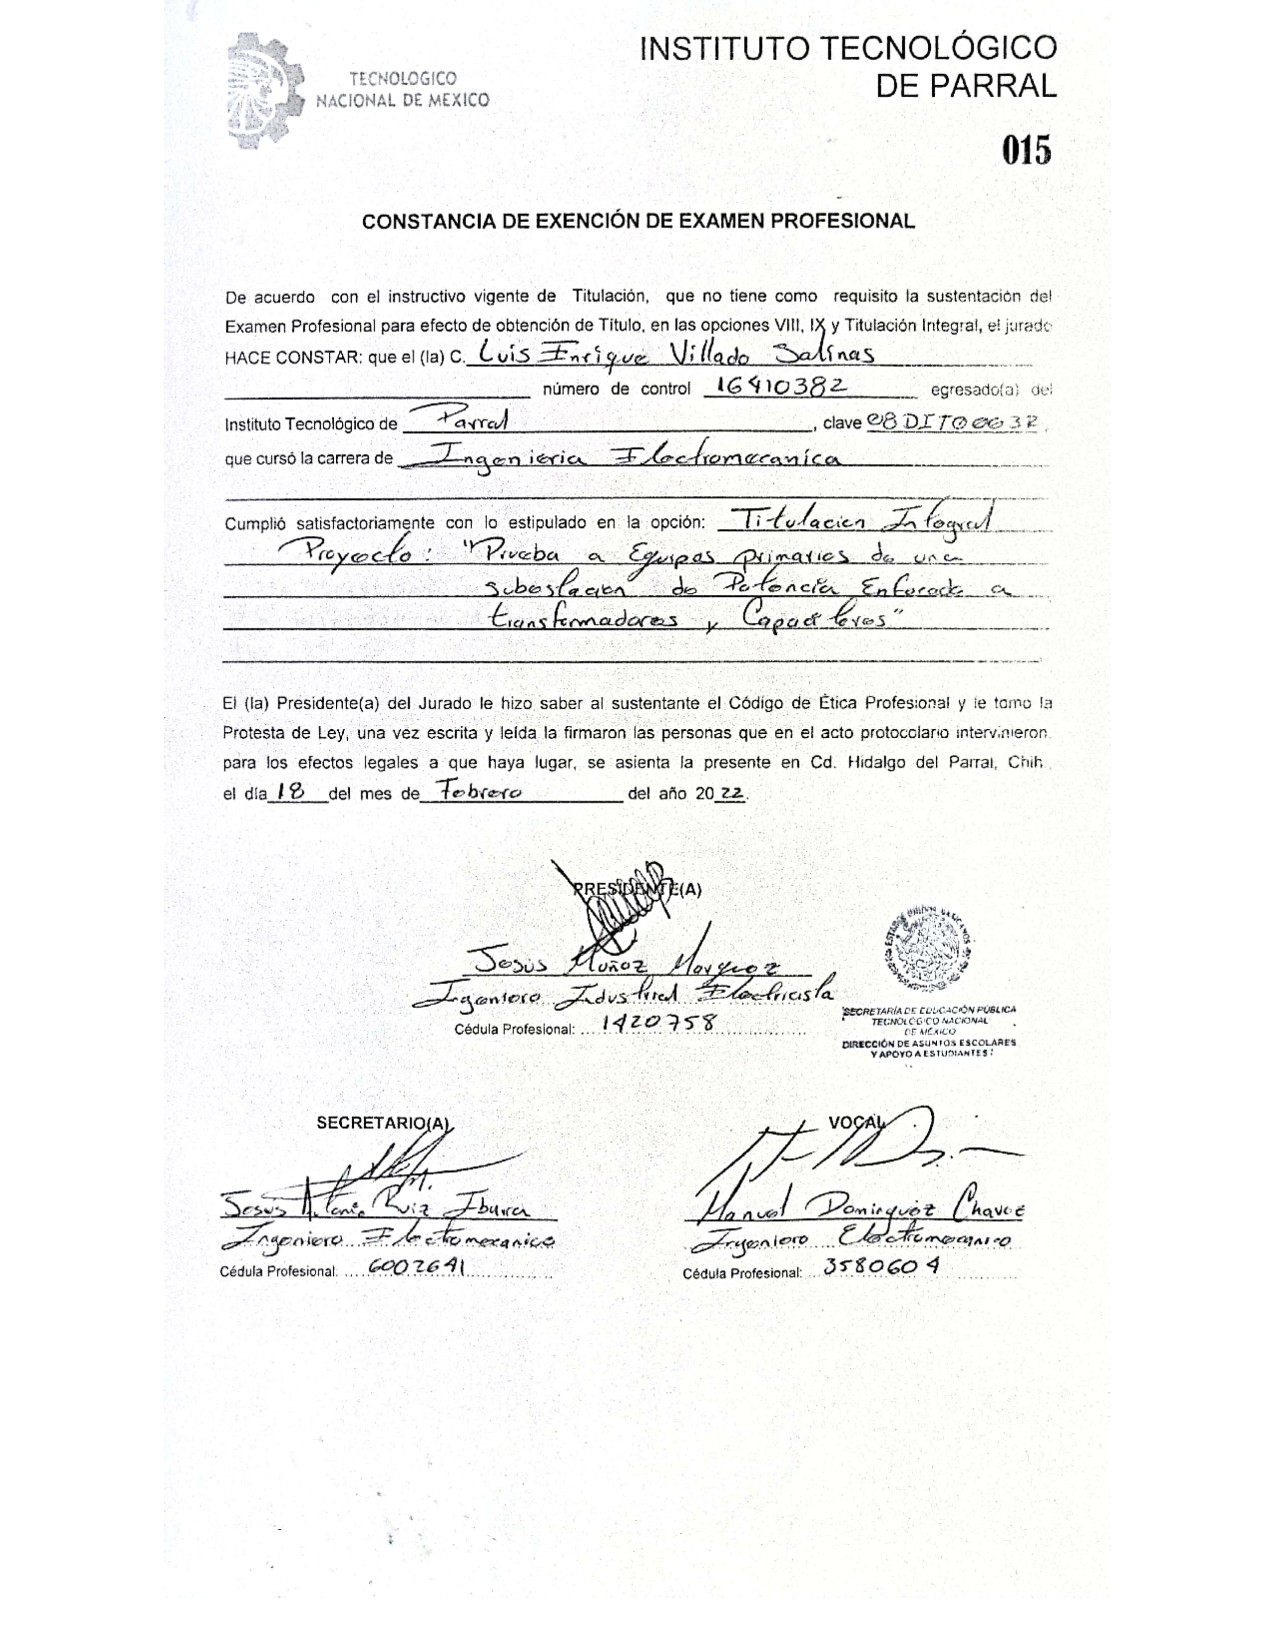 TECNOLOGICO
NACIONAL DE MEXICO
INSTITUTO TECNOLÓGICO
DE PARRAL
015
CONSTANCIA DE EXENCIÓN DE EXAMEN PROFESIONAL
De acuerdo con el instructivo vigente de Titulación, que no tiene como requisito la sustentación del
Examen Profesional para efecto de obtención de Título, en las opciones VIII, IX y Titulación Integral, el jurado
HACE CONSTAR: que el (la) C. Luis Enrique Villado Salinas
número de control 16410382 egresado(a) del
Instituto Tecnológico de Parral, clave 08DIT0003Z,
que cursó la carrera de Ingenieria Electromecanica
Cumplió satisfactoriamente con lo estipulado en la opción: Titulacion Integral
Proyecto: "Prueba a Equipos primarios de una
subestacion de Potencia Enfocada a
transformadores y Capacitores"
El (la) Presidente(a) del Jurado le hizo saber al sustentante el Código de Ética Profesional y le tomo la
Protesta de Ley, una vez escrita y leída la firmaron las personas que en el acto protocolario intervinieron
para los efectos legales a que haya lugar, se asienta la presente en Cd. Hidalgo del Parral, Chih.
el día 18 del mes de Febrero del año 2022.
PRESIDENTE(A)
Jesús Muñoz Marquez
Ingeniero Industrial Electricista
Cédula Profesional: 1420758
ESTADOS UNIDOS MEXICANOS
SECRETARÍA DE EDUCACIÓN PÚBLICA
TECNOLÓGICO NACIONAL
DE MÉXICO
DIRECCIÓN DE ASUNTOS ESCOLARES
Y APOYO A ESTUDIANTES
SECRETARIO(A)
Jesús Antonio Ruiz Ibarra
Ingeniero Electromecanico
Cédula Profesional: 6002641
VOCAL
Manuel Dominguez Chavez
Ingeniero Electromecanico
Cédula Profesional: 3580604